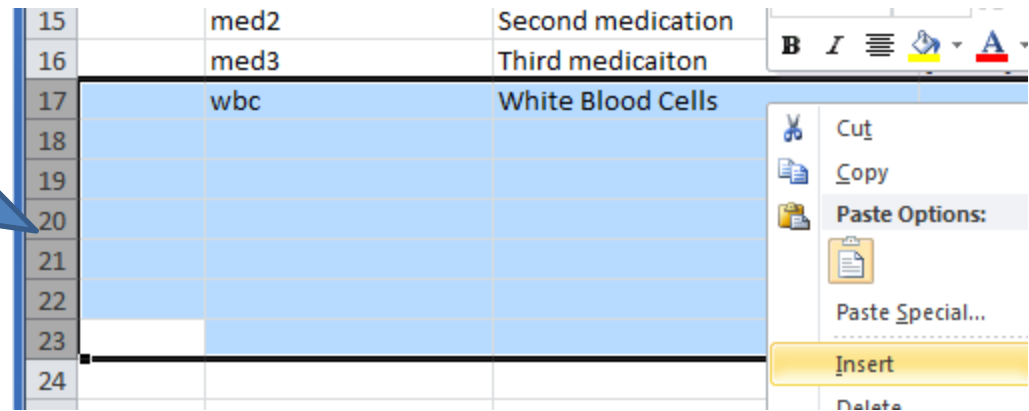 15 med2 Second medication
16 med3 Third medicaiton
B I A
17 wbc White Blood Cells
18
19
20
21
22
23
24
Cut
Copy
Paste Options:
Paste Special...
Insert
Delete